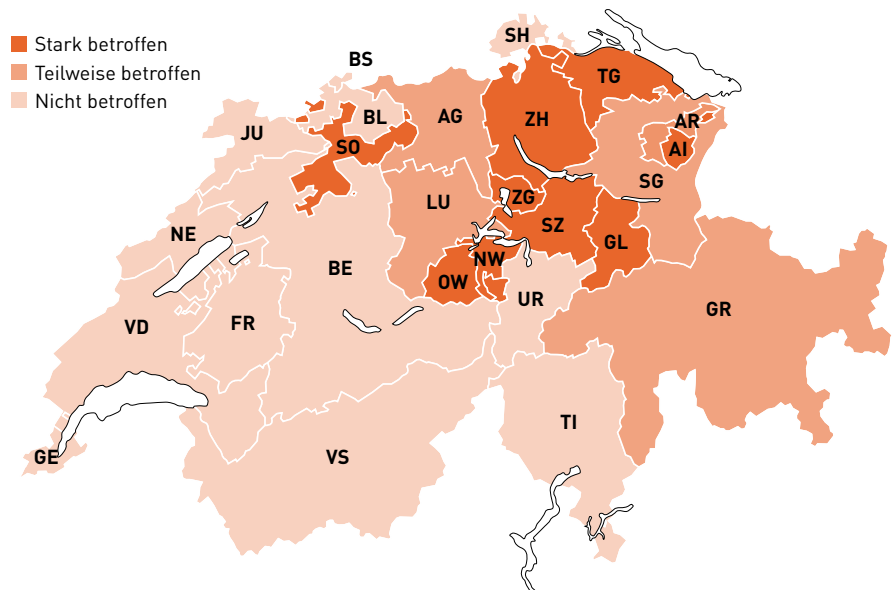 Stark betroffen
Teilweise betroffen
Nicht betroffen
SH
BS
TG
BL
AG
ZH
AR
JU
SO
AI
SG
ZG
LU
SZ
NE
GL
NW
BE
OW
UR
GR
VD
FR
TI
GE
VS